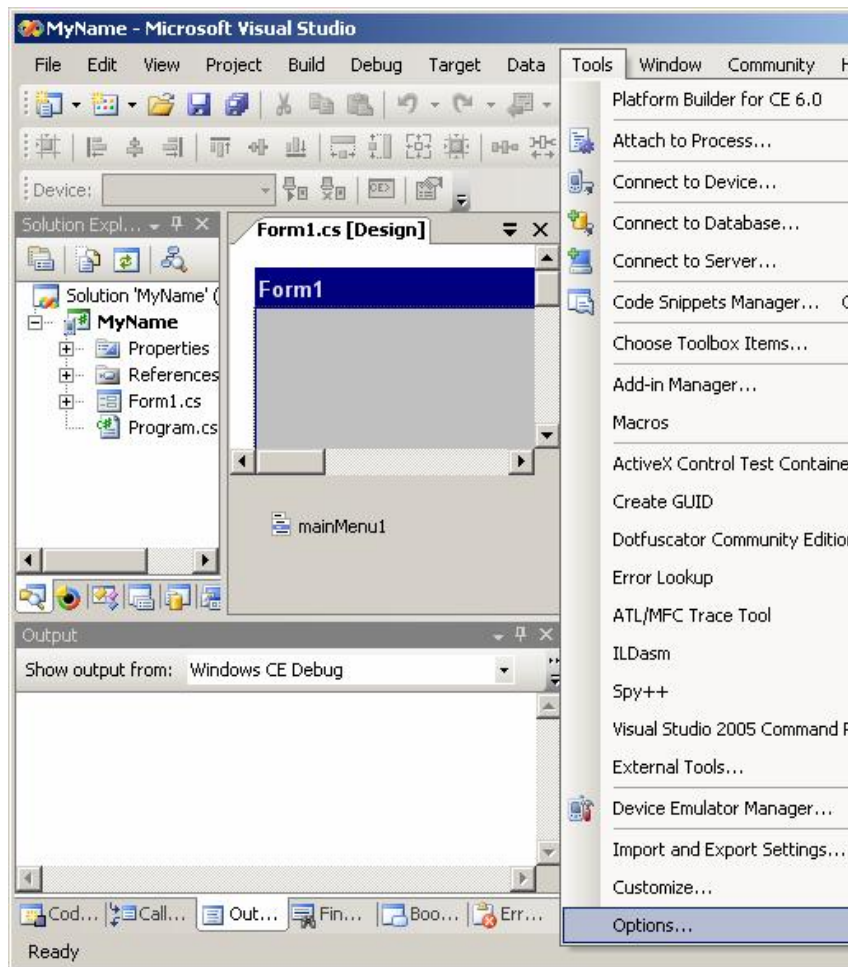 MyName - Microsoft Visual Studio
File Edit View Project Build Debug Target Data Tools Window Community
Device:
Solution Expl...
Form1.cs [Design]
Solution 'MyName' (
MyName
Properties
References
Form1.cs
Program.cs
Form1
mainMenu1
Output
Show output from: Windows CE Debug
Cod... Call... Out... Fin... Boo... Err...
Ready
Platform Builder for CE 6.0
Attach to Process...
Connect to Device...
Connect to Database...
Connect to Server...
Code Snippets Manager...
Choose Toolbox Items...
Add-in Manager...
Macros
ActiveX Control Test Containe
Create GUID
Dotfuscator Community Edition
Error Lookup
ATL/MFC Trace Tool
ILDasm
Spy++
Visual Studio 2005 Command P
External Tools...
Device Emulator Manager...
Import and Export Settings...
Customize...
Options...